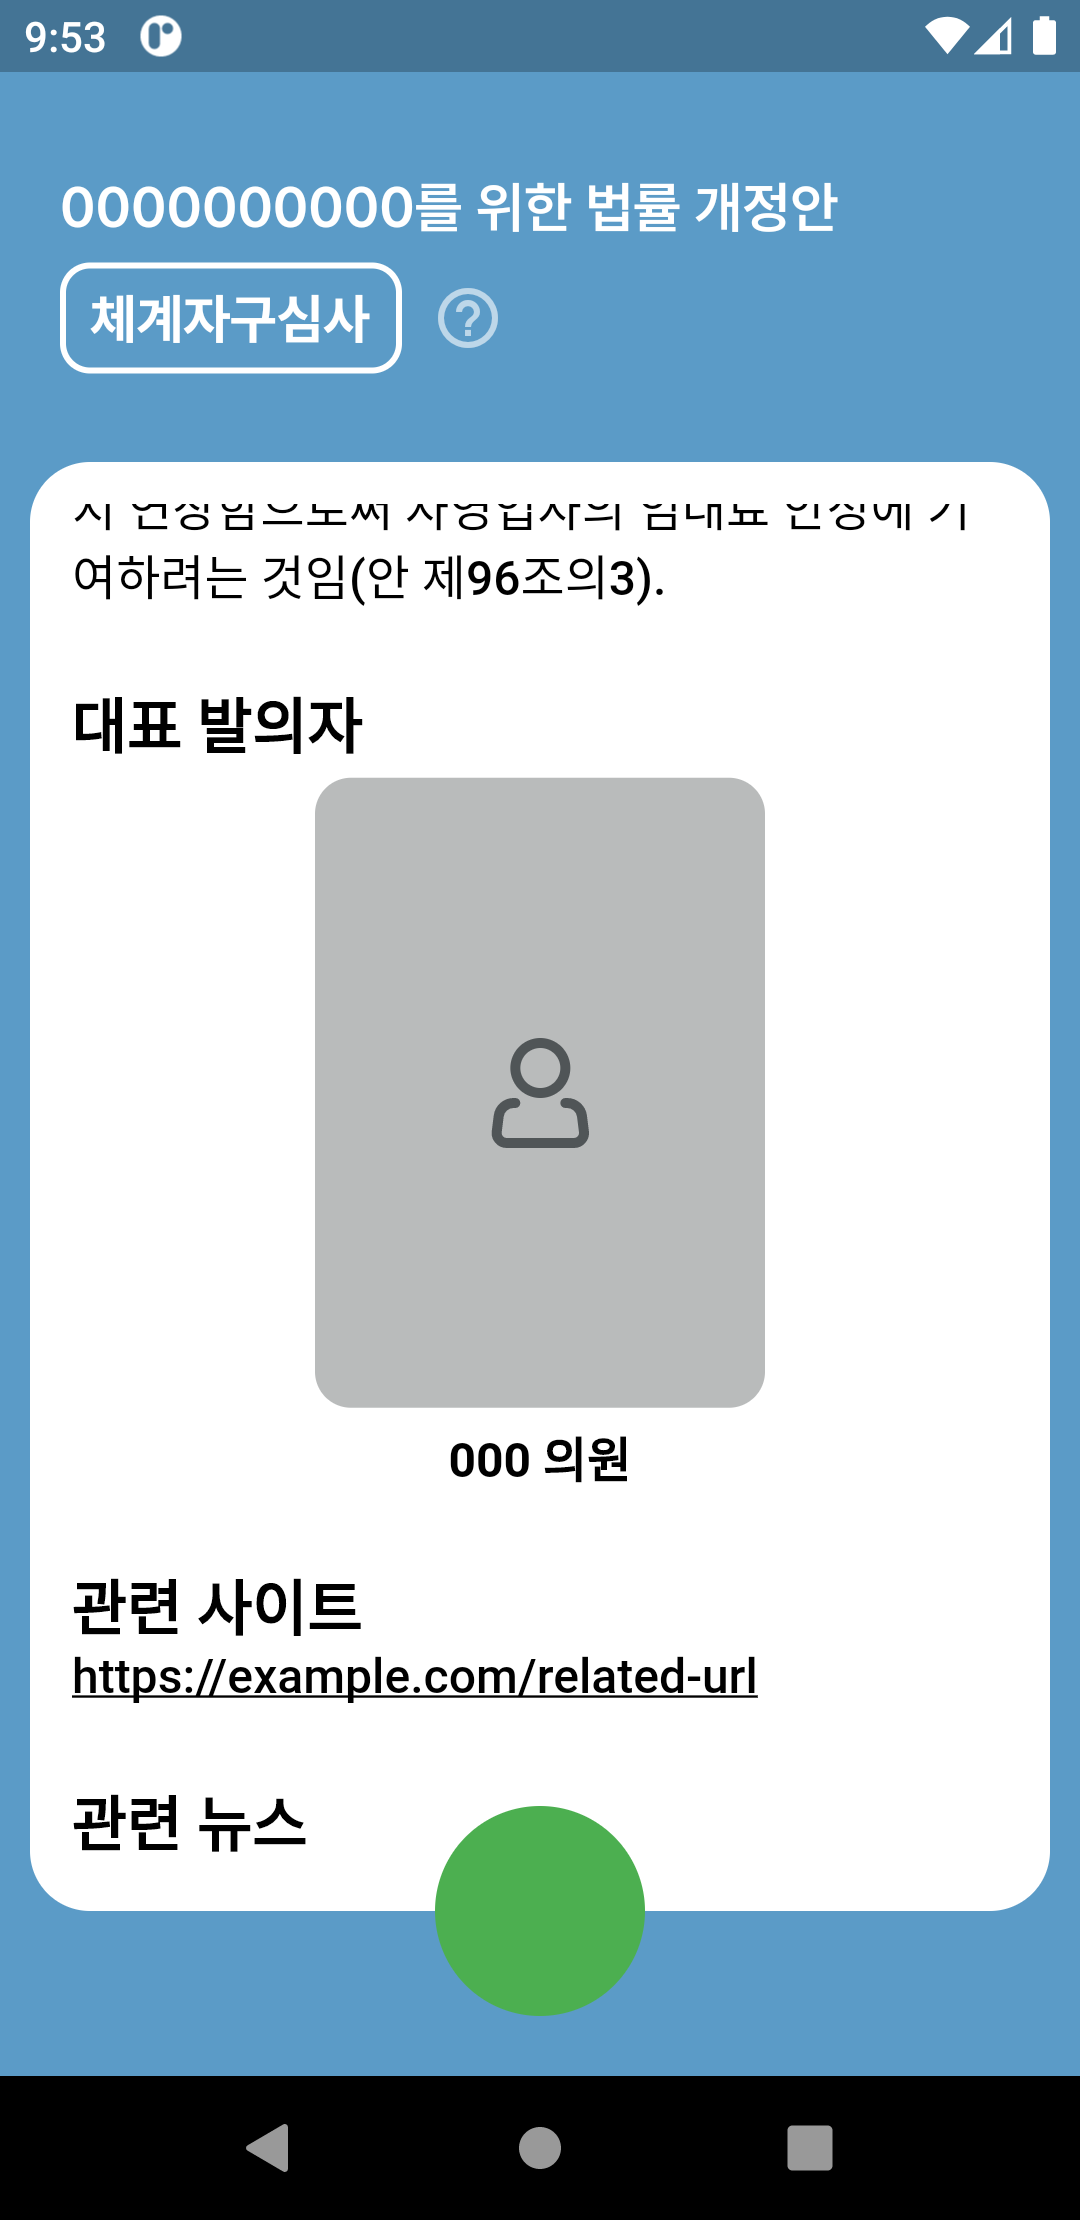 9:53
0000000000를 위한 법률 개정안
체계자구심사
여하려는 것임(안 제96조의3).
대표 발의자
000 의원
관련 사이트
https://example.com/related-url
관련 뉴스